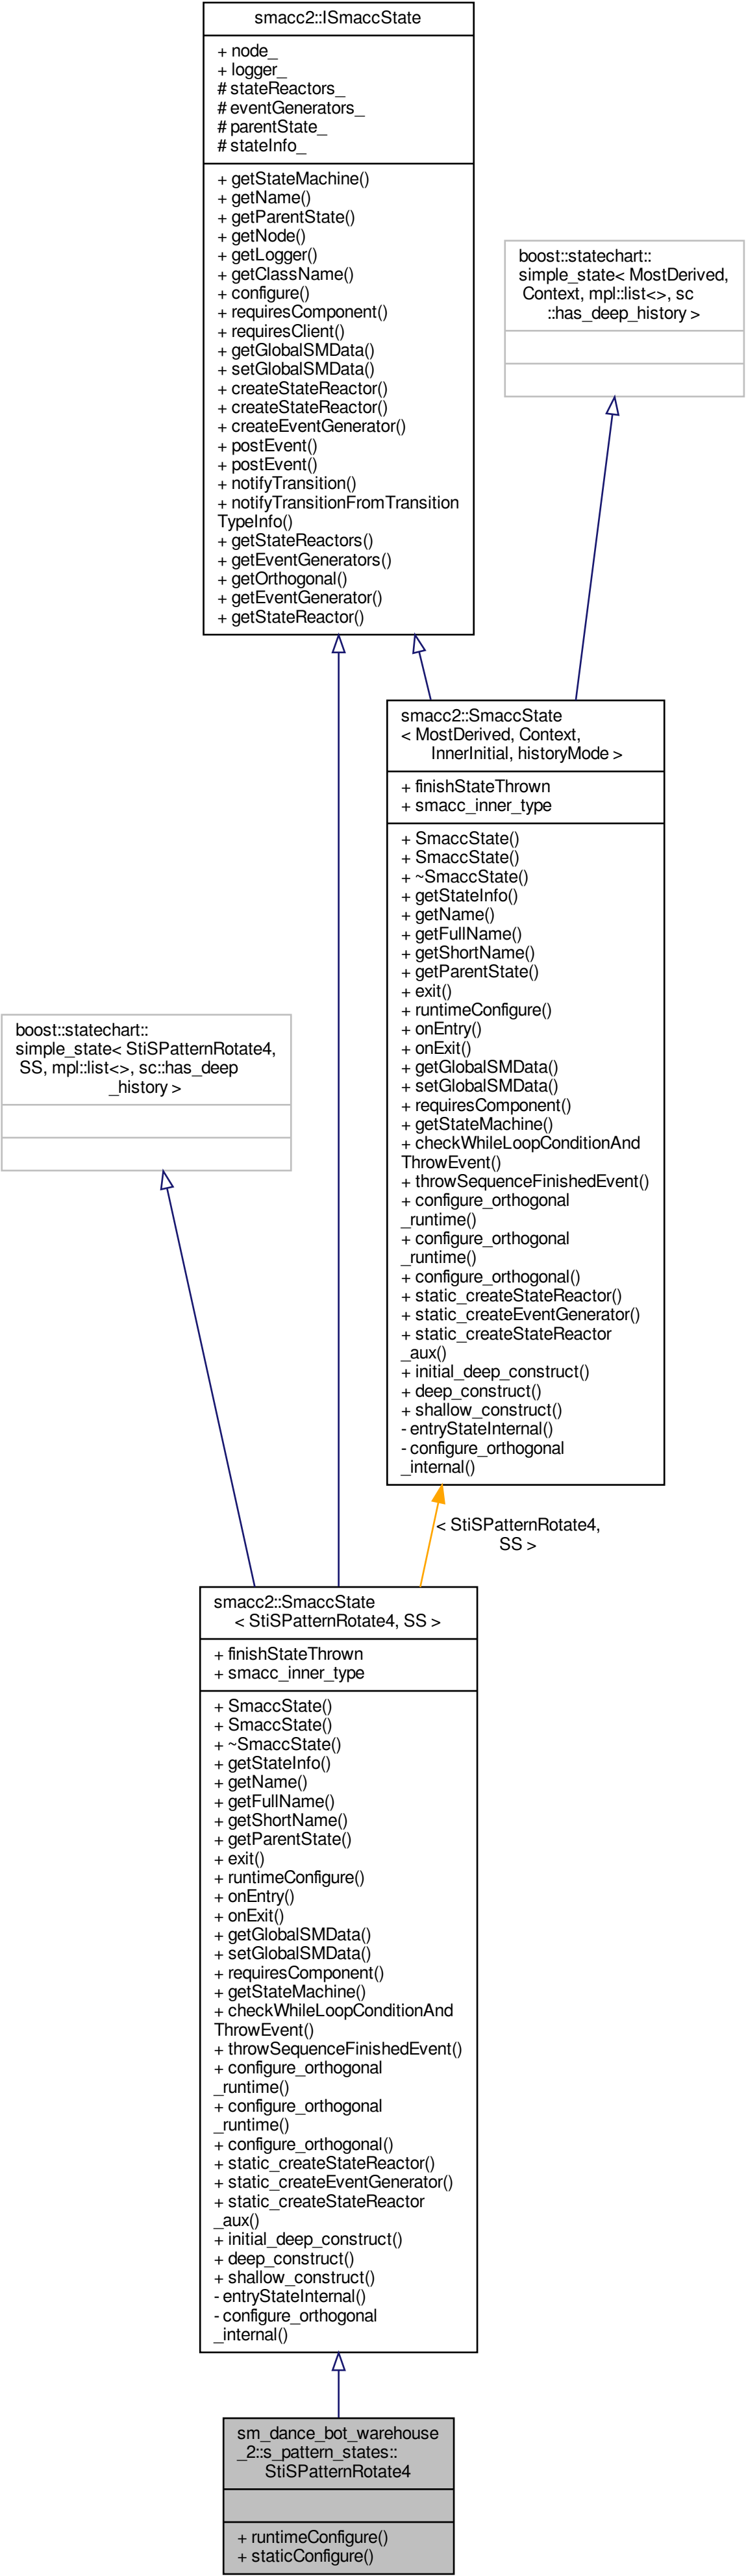 smacc2::ISmaccState
+ node_
+ logger_
# stateReactors_
# eventGenerators_
# parentState_
# stateInfo_
+ getStateMachine()
+ getName()
+ getParentState()
+ getNode()
+ getLogger()
+ getClassName()
+ configure()
+ requiresComponent()
+ requiresClient()
+ getGlobalSMData()
+ setGlobalSMData()
+ createStateReactor()
+ createStateReactor()
+ createEventGenerator()
+ postEvent()
+ postEvent()
+ notifyTransition()
+ notifyTransitionFromTransition
TypeInfo()
+ getStateReactors()
+ getEventGenerators()
+ getOrthogonal()
+ getEventGenerator()
+ getStateReactor()
boost::statechart::
simple_state< MostDerived,
Context, mpl::list<>, sc
::has_deep_history >
smacc2::SmaccState
< MostDerived, Context,
InnerInitial, historyMode >
+ finishStateThrown
+ smacc_inner_type
+ SmaccState()
+ SmaccState()
+ ~SmaccState()
+ getStateInfo()
+ getName()
+ getFullName()
+ getShortName()
+ getParentState()
+ exit()
+ runtimeConfigure()
+ onEntry()
+ onExit()
+ getGlobalSMData()
+ setGlobalSMData()
+ requiresComponent()
+ getStateMachine()
+ checkWhileLoopConditionAnd
ThrowEvent()
+ throwSequenceFinishedEvent()
+ configure_orthogonal
_runtime()
+ configure_orthogonal
_runtime()
+ configure_orthogonal()
+ static_createStateReactor()
+ static_createEventGenerator()
+ static_createStateReactor
_aux()
+ initial_deep_construct()
+ deep_construct()
+ shallow_construct()
- entryStateInternal()
- configure_orthogonal
_internal()
boost::statechart::
simple_state< StiSPatternRotate4,
SS, mpl::list<>, sc::has_deep
_history >
< StiSPatternRotate4,
SS >
smacc2::SmaccState
< StiSPatternRotate4, SS >
+ finishStateThrown
+ smacc_inner_type
+ SmaccState()
+ SmaccState()
+ ~SmaccState()
+ getStateInfo()
+ getName()
+ getFullName()
+ getShortName()
+ getParentState()
+ exit()
+ runtimeConfigure()
+ onEntry()
+ onExit()
+ getGlobalSMData()
+ setGlobalSMData()
+ requiresComponent()
+ getStateMachine()
+ checkWhileLoopConditionAnd
ThrowEvent()
+ throwSequenceFinishedEvent()
+ configure_orthogonal
_runtime()
+ configure_orthogonal
_runtime()
+ configure_orthogonal()
+ static_createStateReactor()
+ static_createEventGenerator()
+ static_createStateReactor
_aux()
+ initial_deep_construct()
+ deep_construct()
+ shallow_construct()
- entryStateInternal()
- configure_orthogonal
_internal()
sm_dance_bot_warehouse
_2::s_pattern_states::
StiSPatternRotate4
+ runtimeConfigure()
+ staticConfigure()